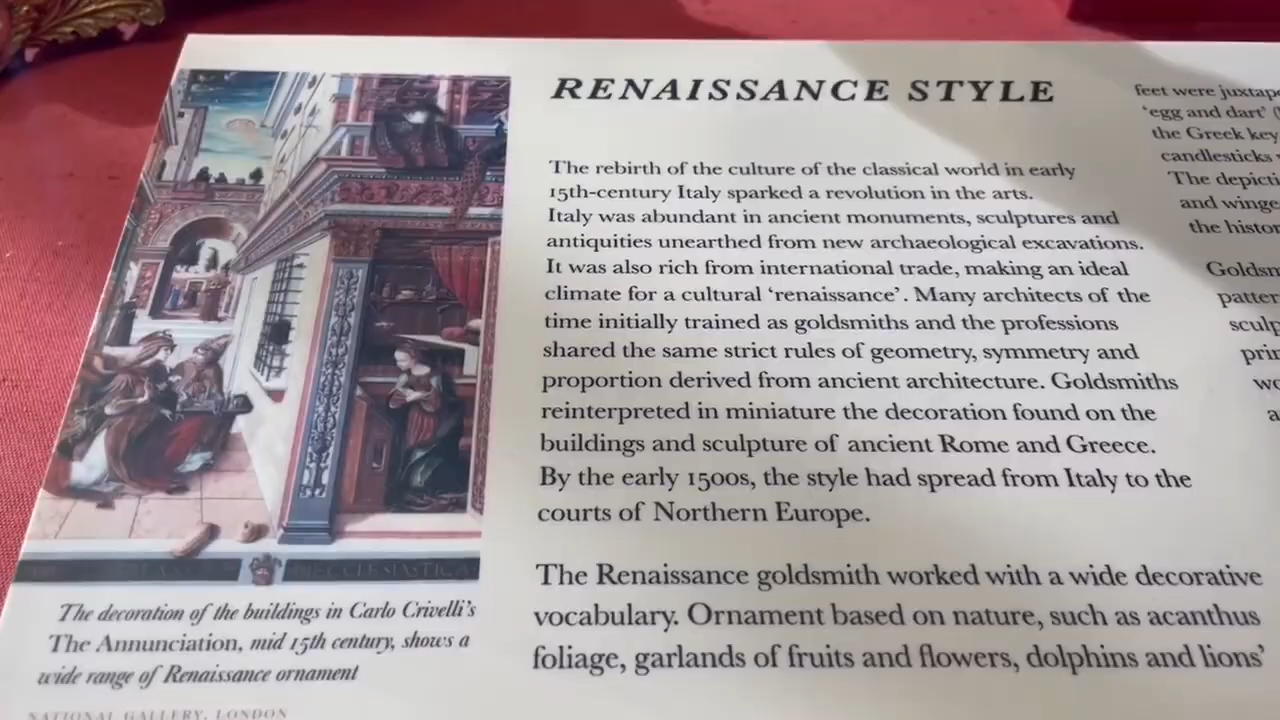 RENAISSANCE STYLE
The rebirth of the culture of the classical world in early
15th-century Italy sparked a revolution in the arts.
Italy was abundant in ancient monuments, sculptures and
antiquities unearthed from new archaeological excavations.
It was also rich from international trade, making an ideal
climate for a cultural ‘renaissance’. Many architects of the
time initially trained as goldsmiths and the professions
shared the same strict rules of geometry, symmetry and
proportion derived from ancient architecture. Goldsmiths
reinterpreted in miniature the decoration found on the
buildings and sculpture of ancient Rome and Greece.
By the early 1500s, the style had spread from Italy to the
courts of Northern Europe.
The Renaissance goldsmith worked with a wide decorative
vocabulary. Ornament based on nature, such as acanthus
foliage, garlands of fruits and flowers, dolphins and lions’
feet were juxtap
‘egg and dart’ (
the Greek key
candlesticks
The depicti
and winge
the histor
Goldsm
patter
sculp
prin
we
a
ECCLESIASTICA
The decoration of the buildings in Carlo Crivelli’s
The Annunciation, mid 15th century, shows a
wide range of Renaissance ornament
NATIONAL GALLERY, LONDON